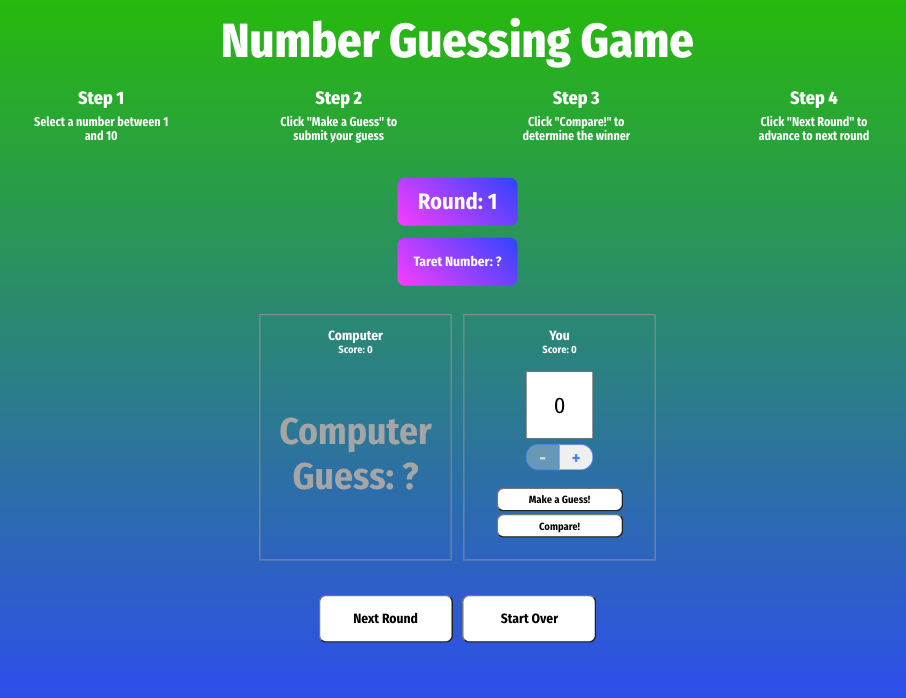 Number Guessing Game
Step 1
Select a number between 1
and 10
Step 2
Click "Make a Guess" to
submit your guess
Step 3
Click "Compare!" to
determine the winner
Step 4
Click "Next Round" to
advance to next round
Round: 1
Taret Number: ?
Computer
Score: 0
Computer
Guess: ?
You
Score: 0
0
- +
Make a Guess!
Compare!
Next Round
Start Over